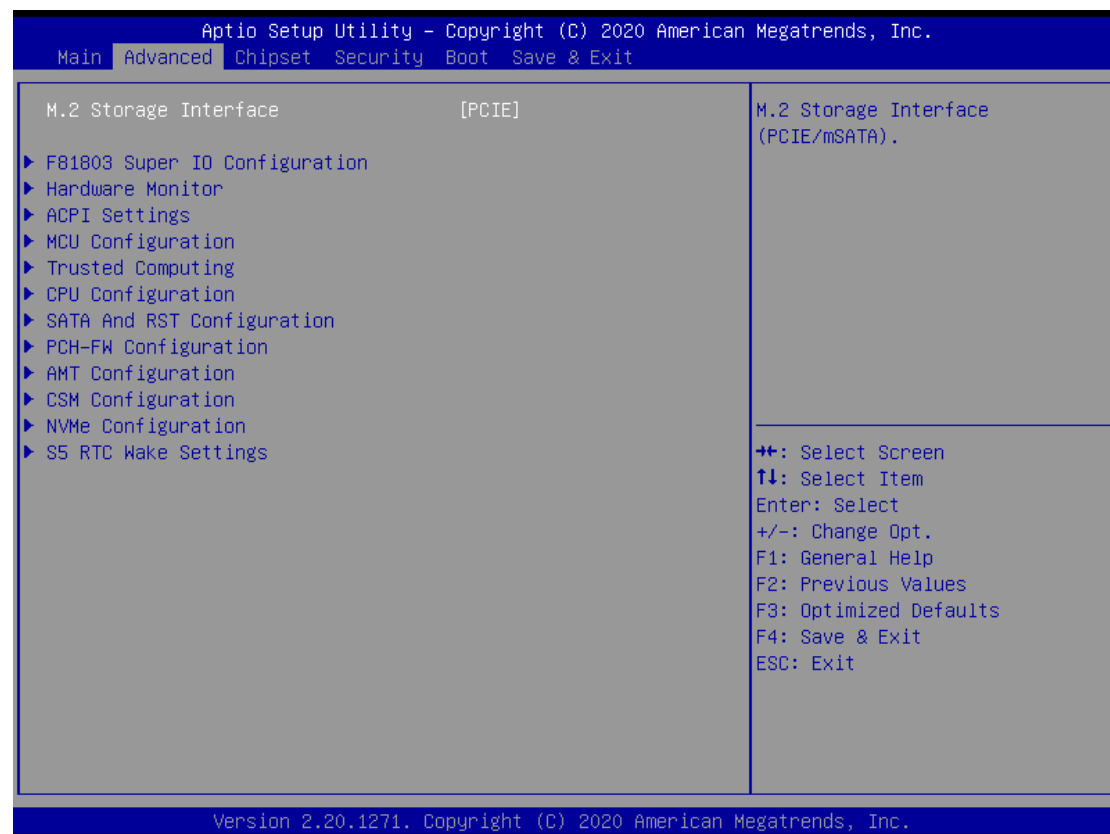 Aptio Setup Utility – Copyright (C) 2020 American Megatrends, Inc.
Main Advanced Chipset Security Boot Save & Exit
M.2 Storage Interface [PCIE]
F81803 Super IO Configuration
Hardware Monitor
ACPI Settings
MCU Configuration
Trusted Computing
CPU Configuration
SATA And RST Configuration
PCH-FW Configuration
AMT Configuration
CSM Configuration
NVMe Configuration
S5 RTC Wake Settings
M.2 Storage Interface
(PCIE/mSATA).
→←: Select Screen
↑↓: Select Item
Enter: Select
+/-: Change Opt.
F1: General Help
F2: Previous Values
F3: Optimized Defaults
F4: Save & Exit
ESC: Exit
Version 2.20.1271. Copyright (C) 2020 American Megatrends, Inc.